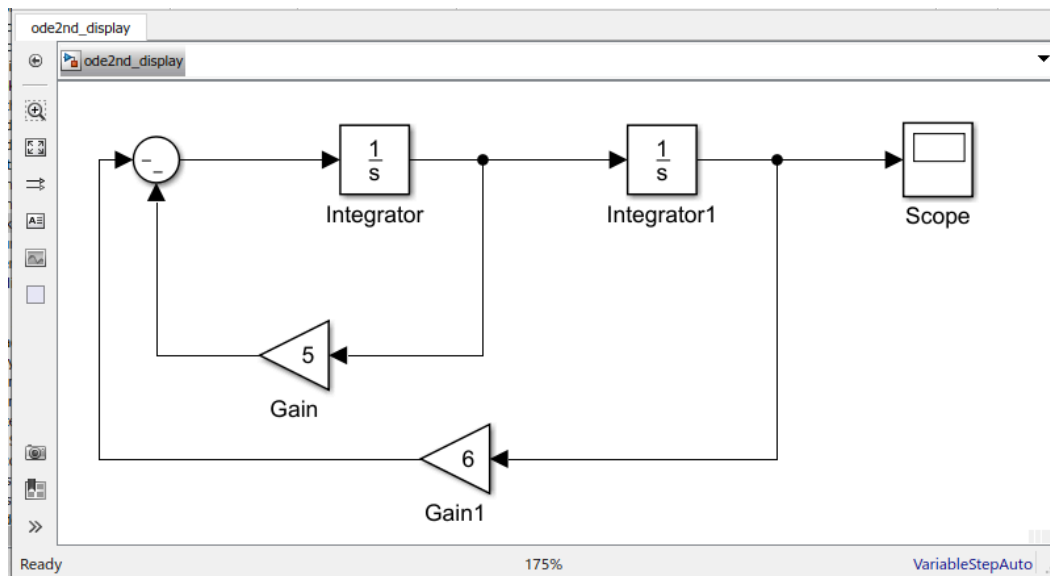 ode2nd_display
ode2nd_display
1
s
Integrator
1
s
Integrator1
Scope
5
Gain
6
Gain1
Ready
175%
VariableStepAuto